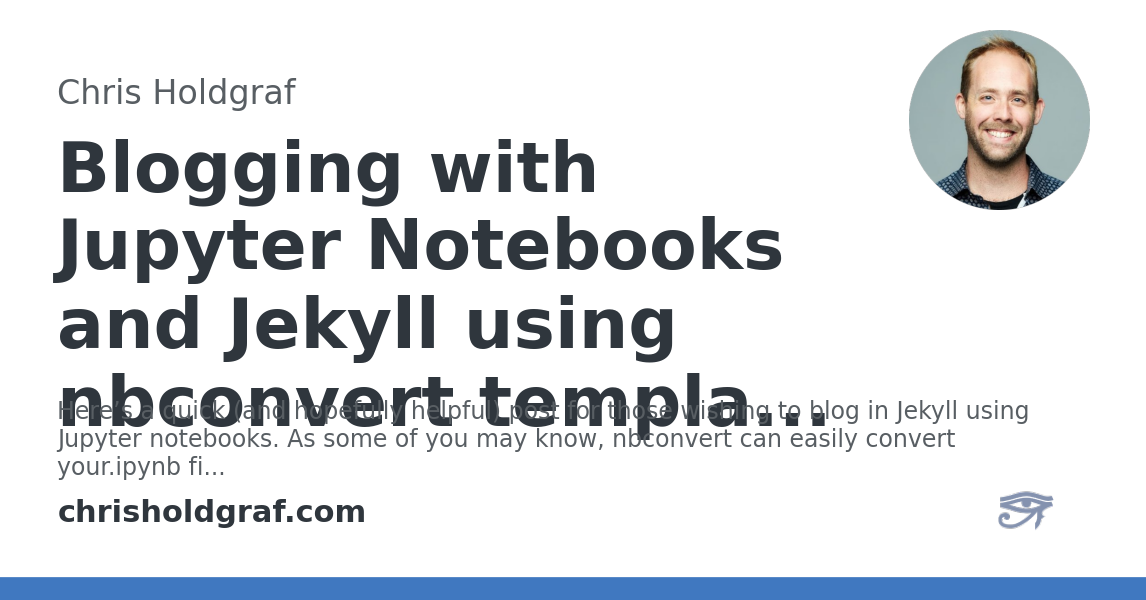 Chris Holdgraf
Blogging with
Jupyter Notebooks
and Jekyll using
nbconvert templa...
Here's a quick (and hopefully helpful) post for those wishing to blog in Jekyll using
Jupyter notebooks. As some of you may know, nbconvert can easily convert
your.ipynb fi...
chrisholdgraf.com